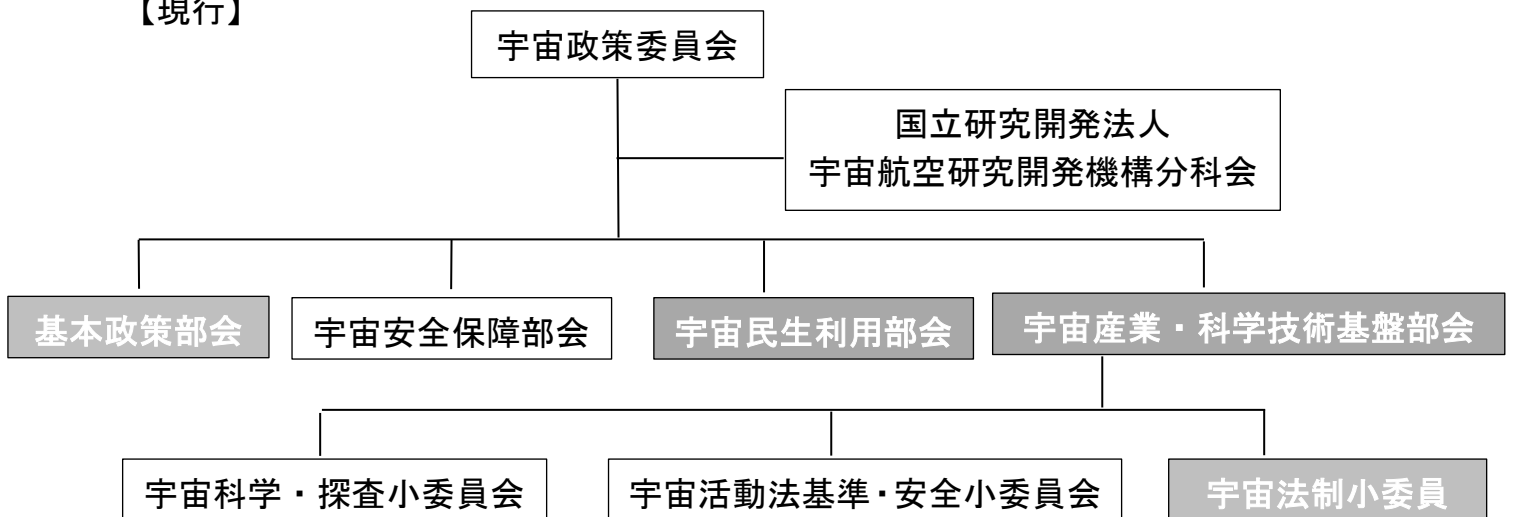 【現行】
宇宙政策委員会
国立研究開発法人
宇宙航空研究開発機構分科会
基本政策部会
宇宙安全保障部会
宇宙民生利用部会
宇宙産業・科学技術基盤部会
宇宙科学・探査小委員会
宇宙活動法基準・安全小委員会
宇宙法制小委員